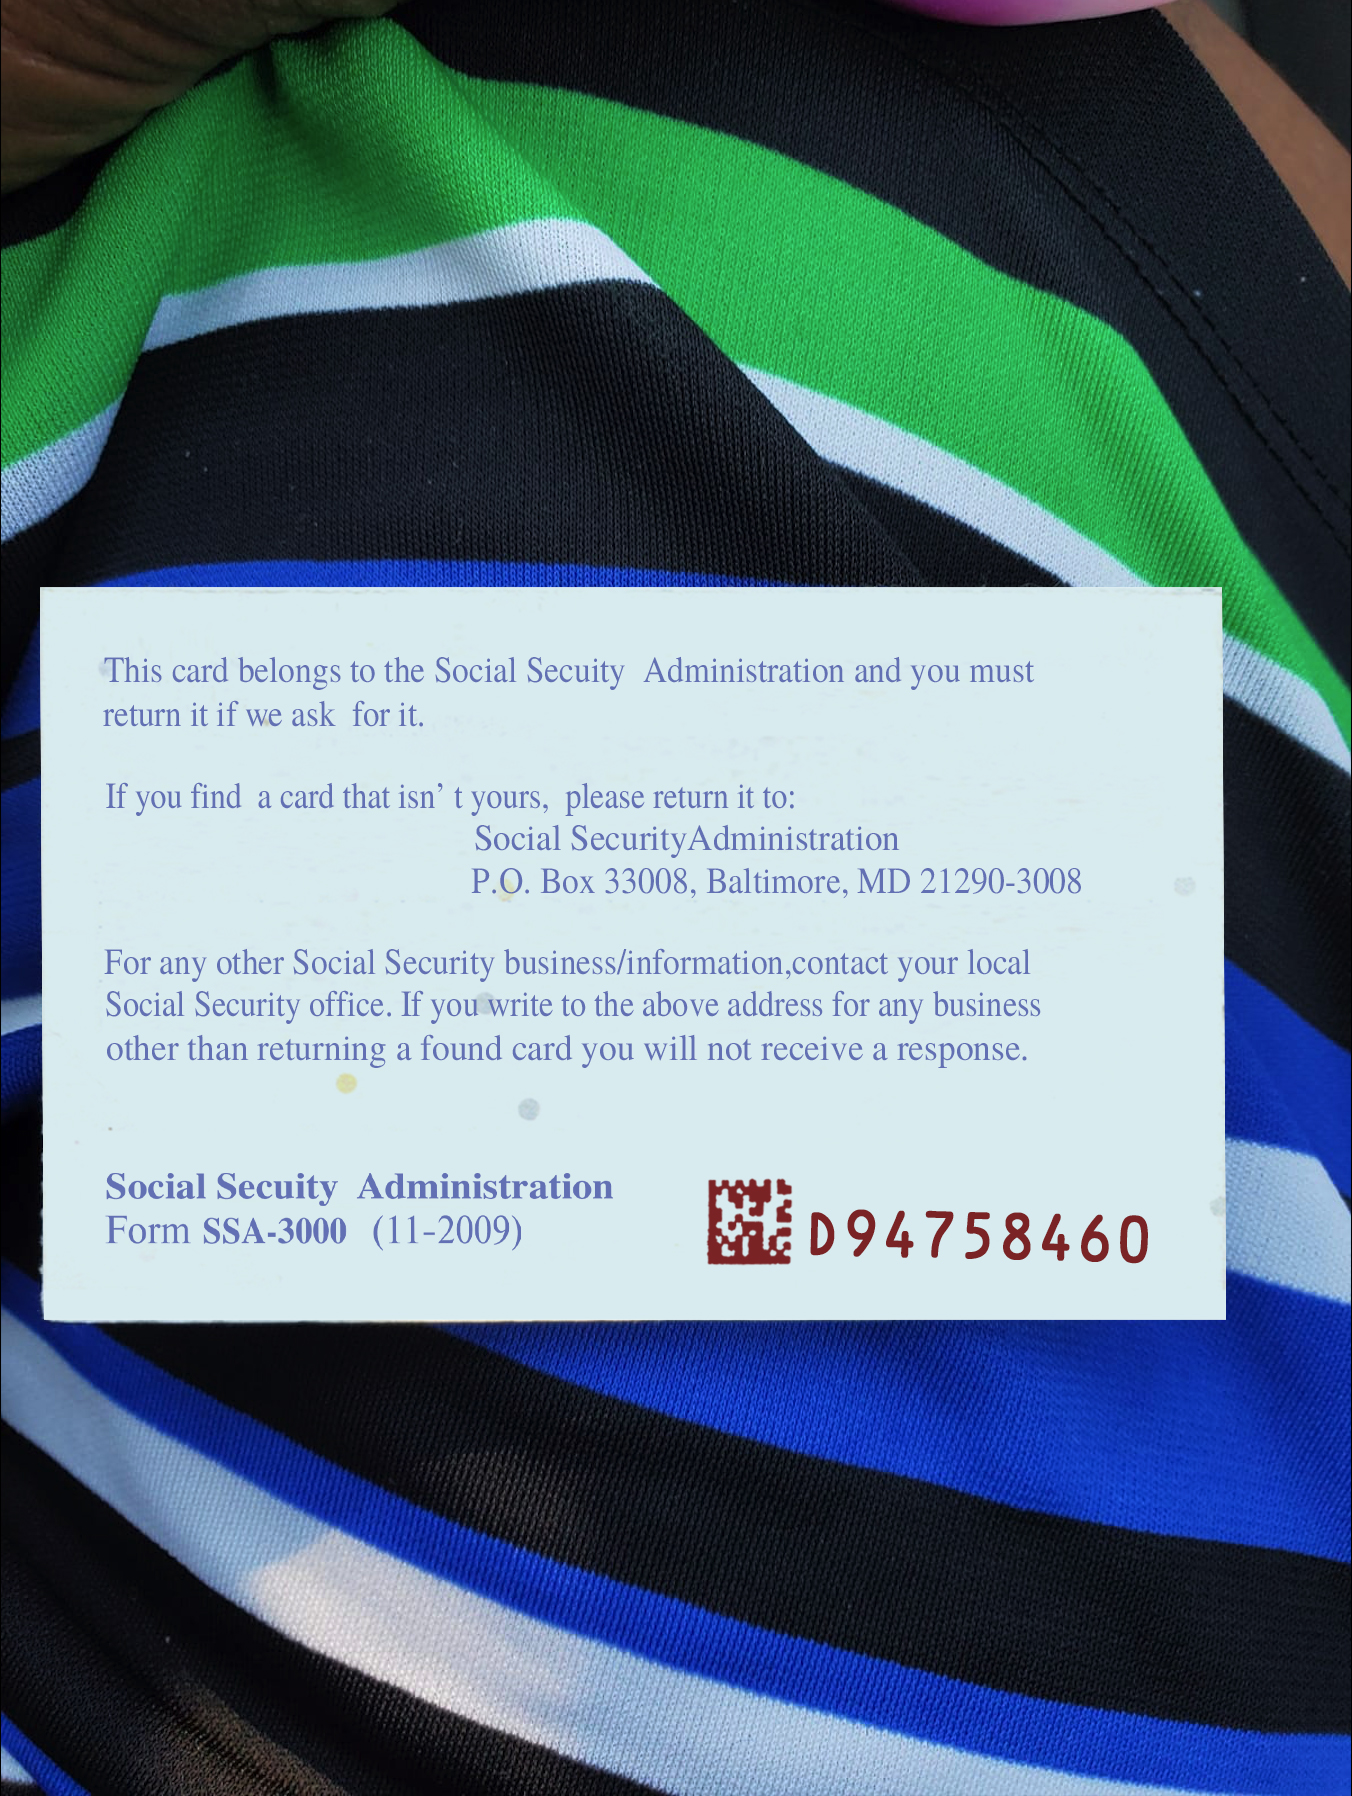 This card belongs to the Social Secuity  Administration and you must
return it if we ask  for it.
If you find  a card that isn’ t yours,  please return it to:
Social SecurityAdministration
P.O. Box 33008, Baltimore, MD 21290-3008
For any other Social Security business/information,contact your local
Social Security office. If you write to the above address for any business
other than returning a found card you will not receive a response.
Social Secuity  Administration
Form SSA-3000  (11-2009)
D94758460